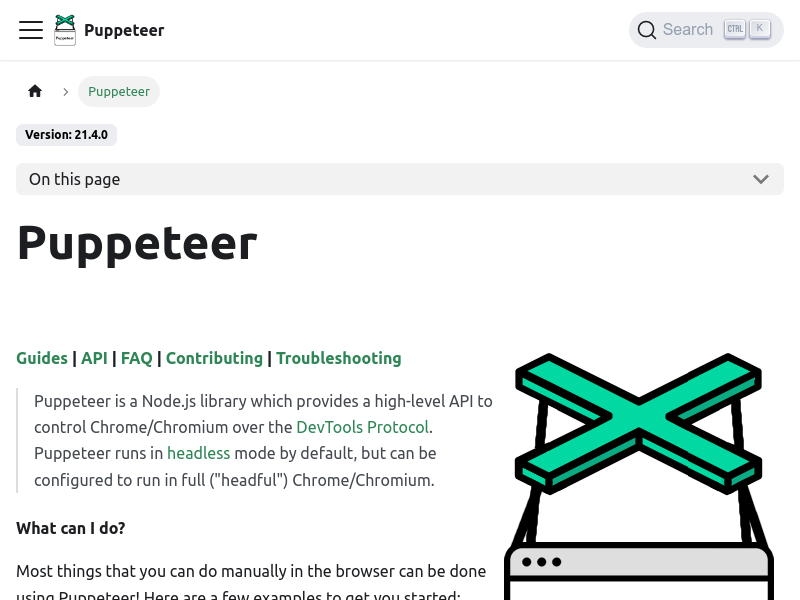 Puppeteer
Puppeteer
Search CTRL K
Puppeteer
Version: 21.4.0
On this page
Puppeteer
Guides | API | FAQ | Contributing | Troubleshooting
Puppeteer is a Node.js library which provides a high-level API to
control Chrome/Chromium over the DevTools Protocol.
Puppeteer runs in headless mode by default, but can be
configured to run in full ("headful") Chrome/Chromium.
What can I do?
Most things that you can do manually in the browser can be done
using Puppeteer! Here are a few examples to get you started: